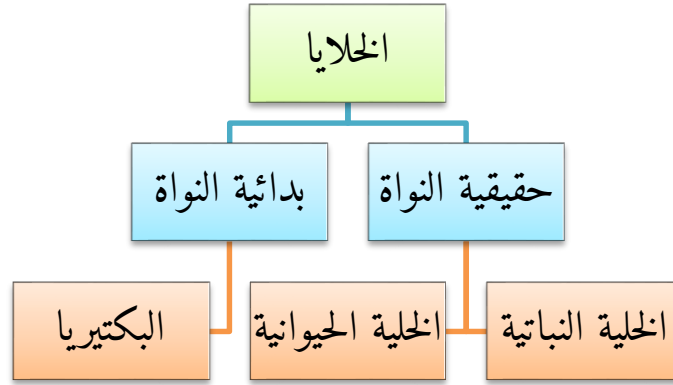 الخلايا
حقيقية النواة
بدائية النواة
الخلية النباتية
الخلية الحيوانية
البكتيريا